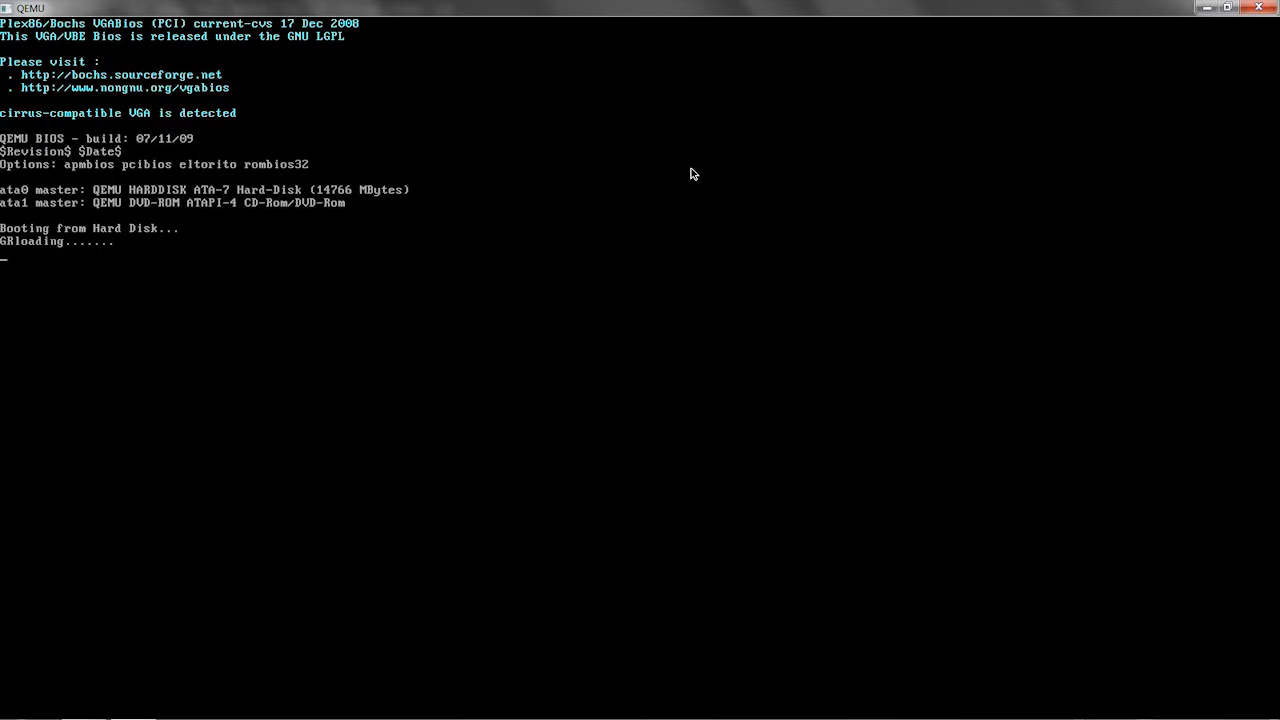 QEMU
Plex86/Bochs VGABios (PCI) current-cvs 17 Dec 2008
This VGA/VBE Bios is released under the GNU LGPL
Please visit :
. http://bochs.sourceforge.net
. http://www.nongnu.org/vgabios
cirrus-compatible VGA is detected
QEMU BIOS - build: 07/11/09
$Revision$ $Date$
Options: apmbios pcibios eltorito rombios32
ata0 master: QEMU HARDDISK ATA-7 Hard-Disk (14766 MBytes)
ata1 master: QEMU DVD-ROM ATAPI-4 CD-Rom/DVD-Rom
Booting from Hard Disk...
GRloading.......
_